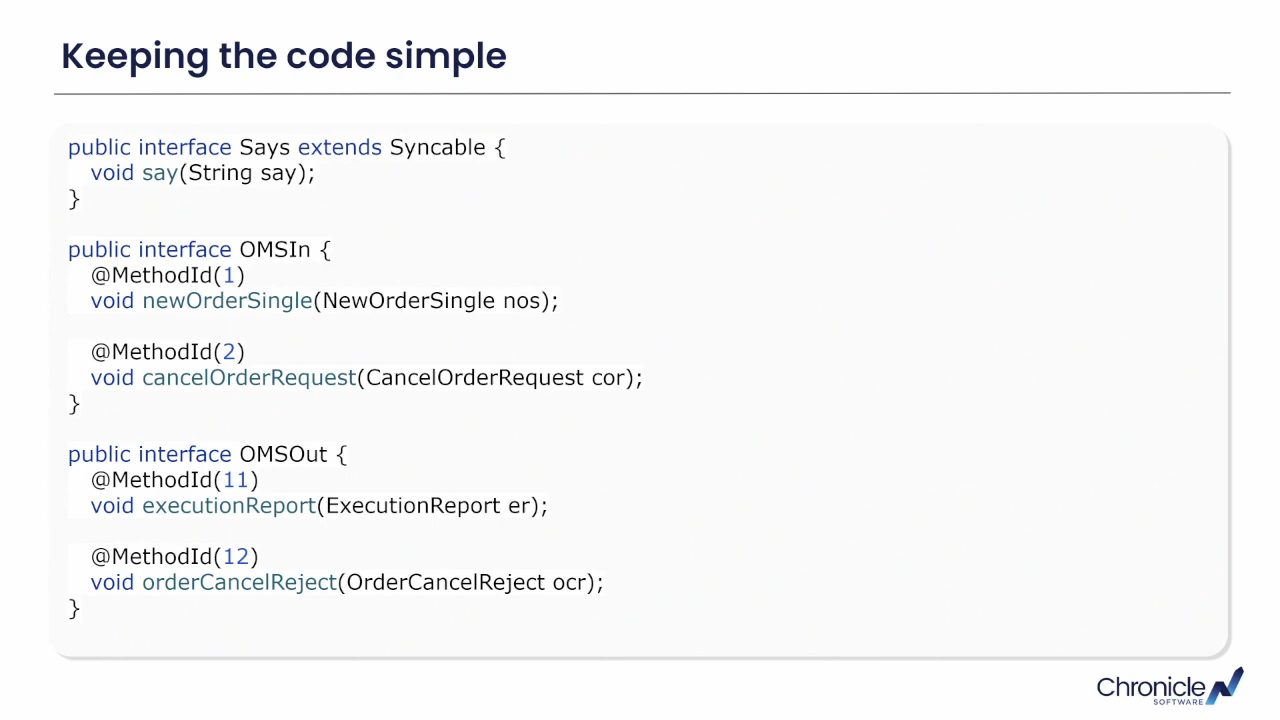 Keeping the code simple
public interface Says extends Syncable {
void say(String say);
}
public interface OMSIn {
@MethodId(1)
void newOrderSingle(NewOrderSingle nos);
@MethodId(2)
void cancelOrderRequest(CancelOrderRequest cor);
}
public interface OMSOut {
@MethodId(11)
void executionReport(ExecutionReport er);
@MethodId(12)
void orderCancelReject(OrderCancelReject ocr);
}
Chronicle
SOFTWARE